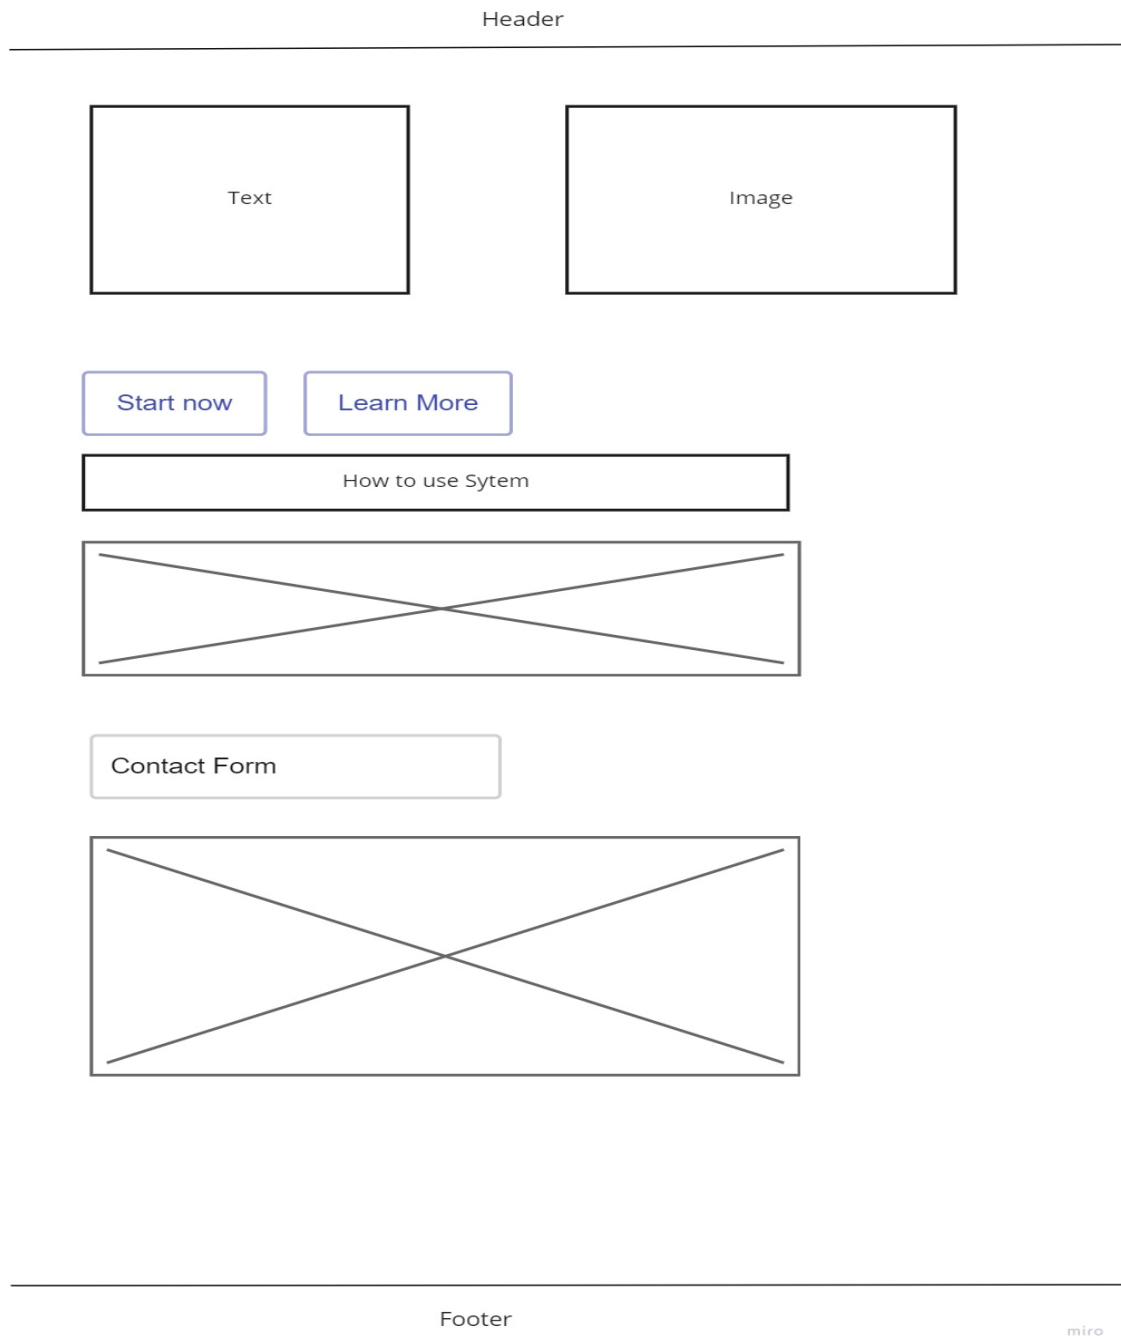 Header
Text
Image
Start now
Learn More
How to use Sytem
Contact Form
Footer
miro